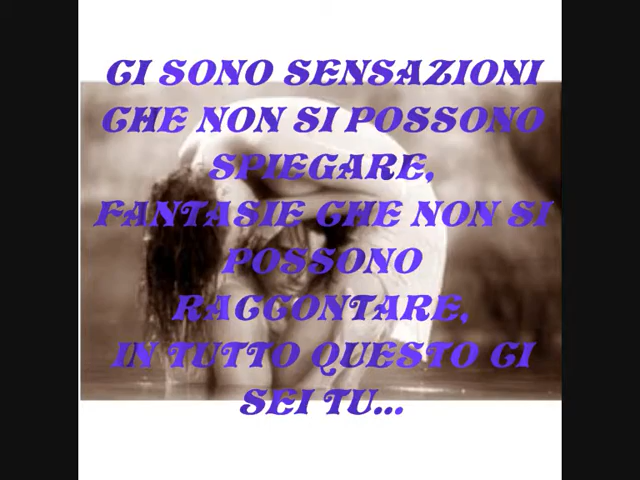 CI SONO SENSAZIONI
CHE NON SI POSSONO
SPIEGARE,
FANTASIE CHE NON SI
POSSONO
RACCONTARE,
IN TUTTO QUESTO CI
SEI TU...